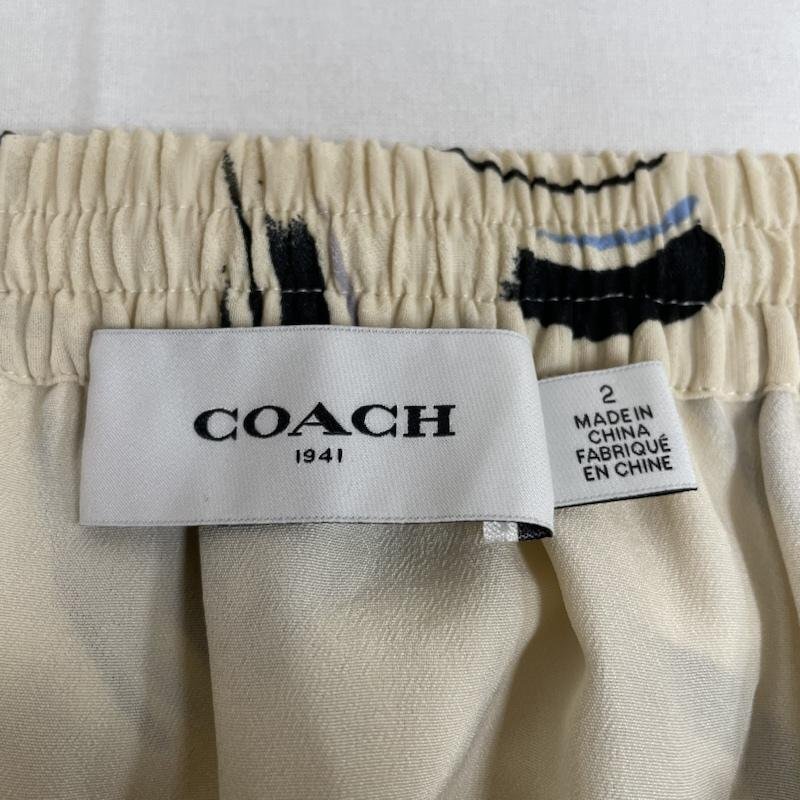 COACH
1941
2
MADE IN
CHINA
FABRIQUÉ
EN CHINE